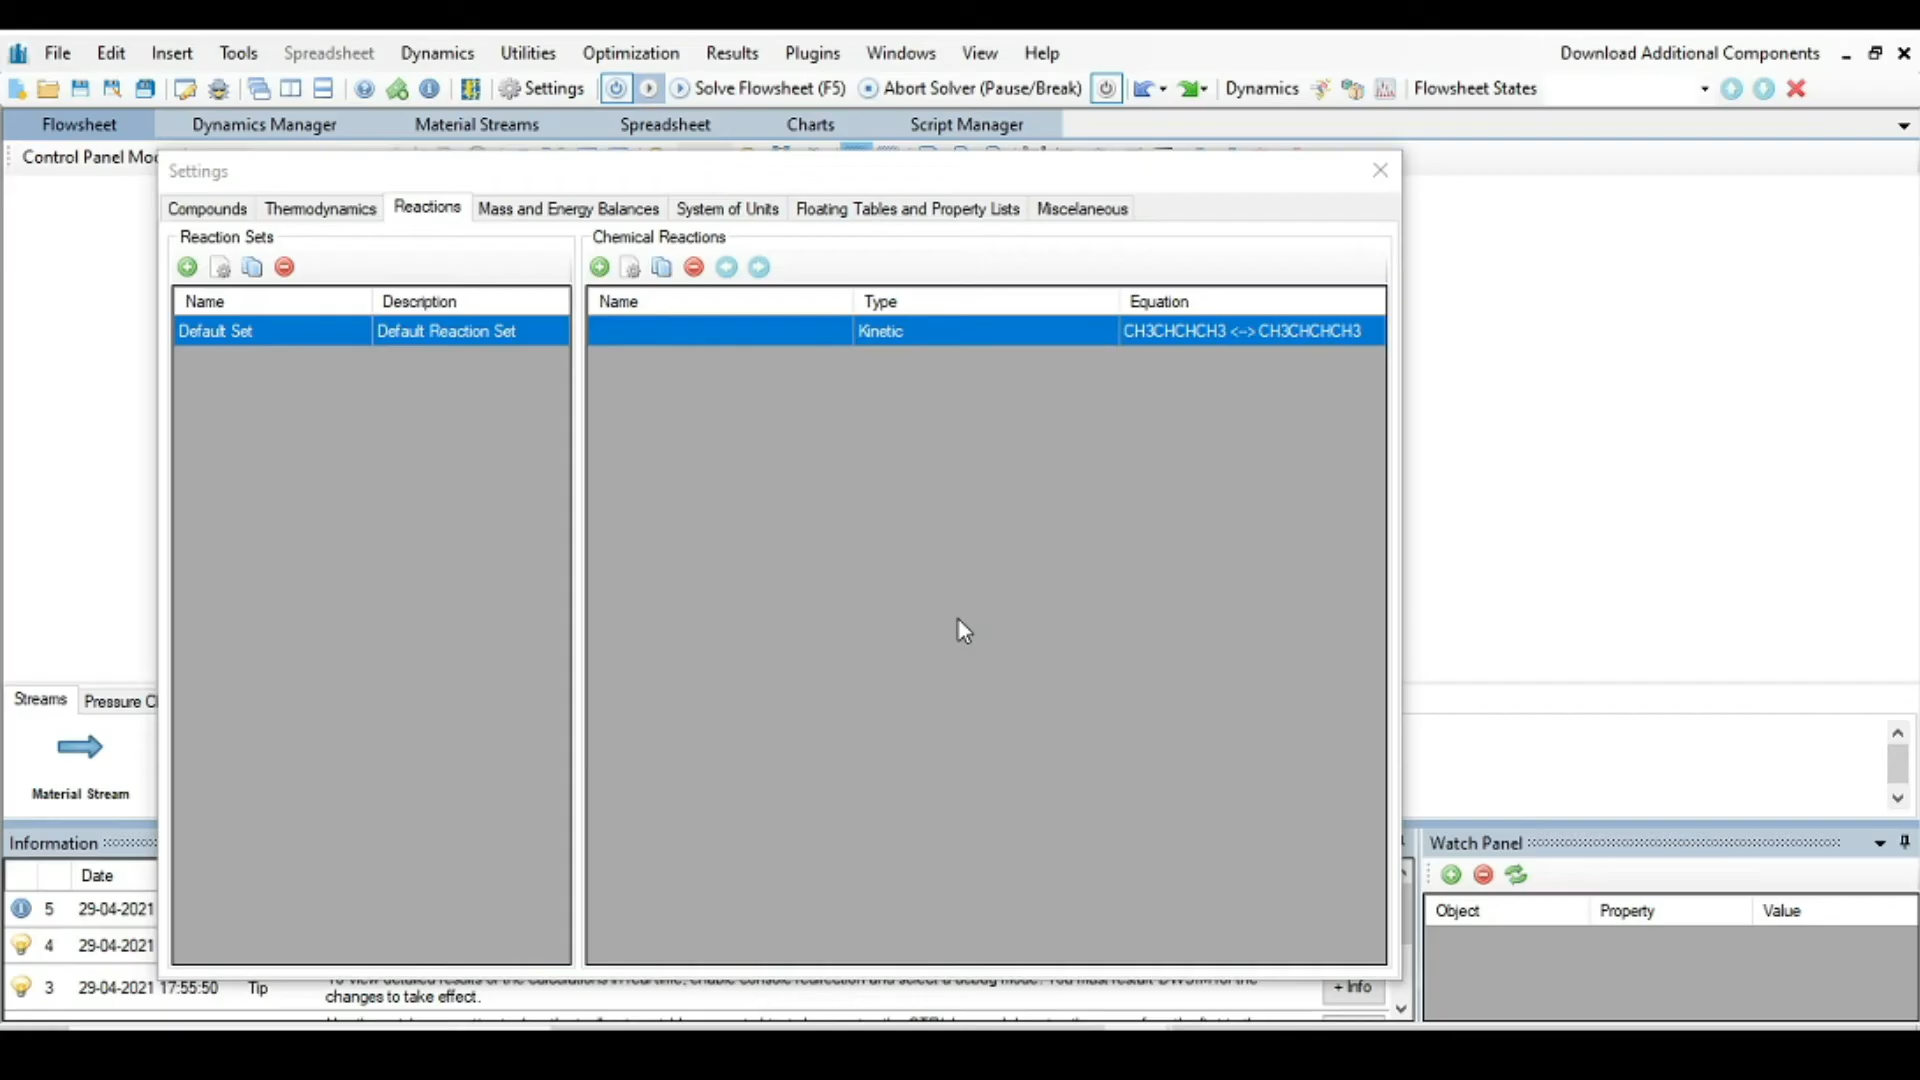 File Edit Insert Tools Spreadsheet Dynamics Utilities Optimization Results Plugins Windows View Help Download Additional Components
Settings Solve Flowsheet (F5) Abort Solver (Pause/Break) Dynamics Flowsheet States
Flowsheet Dynamics Manager Material Streams Spreadsheet Charts Script Manager
Control Panel
Settings
Compounds Thermodynamics Reactions Mass and Energy Balances System of Units Floating Tables and Property Lists Miscelaneous
Reaction Sets Chemical Reactions
Name Description Name Type Equation
Default Set Default Reaction Set Kinetic CH3CHCHCH3 <--> CH3CHCHCH3
Streams Pressure
Material Stream
Information Watch Panel
Date
Object Property Value
5 29-04-2021
4 29-04-2021
3 29-04-2021 17:55:50 Tip
changes to take effect.
+ Info